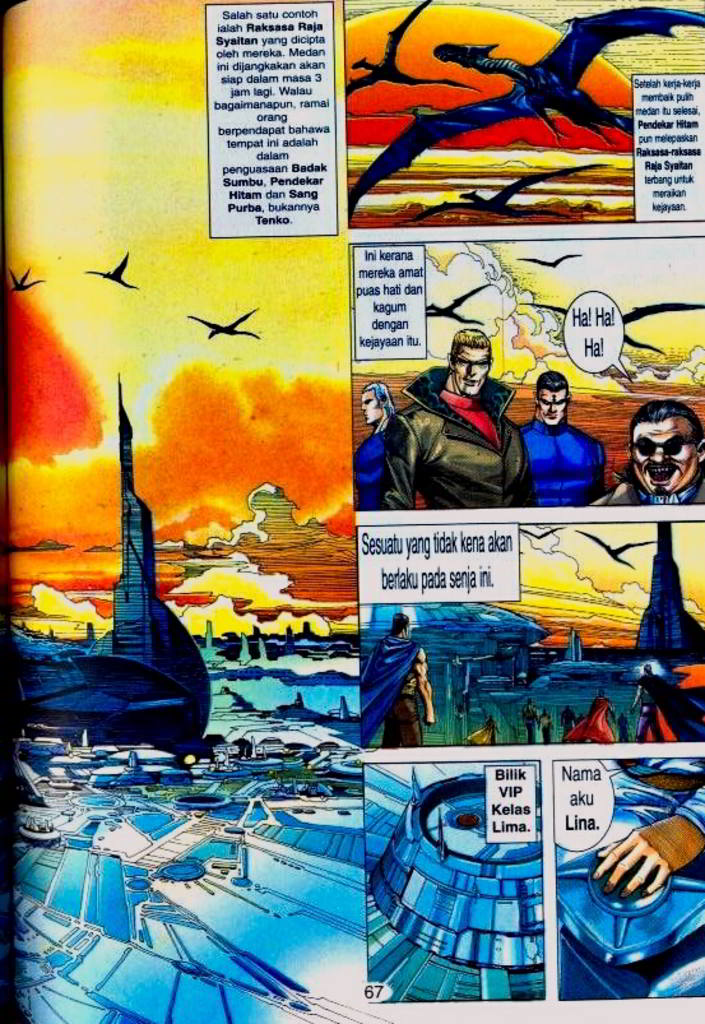 Salah satu contoh
ialah Raksasa Raja
Syaitan yang dicipta
oleh mereka. Medan
ini dijangkakan akan
siap dalam masa 3
jam lagi. Walau
bagaimanapun, ramai
orang
berpendapat bahawa
tempat ini adalah
dalam
penguasaan Badak
Sumbu, Pendekar
Hitam dan Sang
Purba, bukannya
Tenko.
Setelah kerja-kerja
membaik pulih
medan itu selesai,
Pendekar Hitam
pun melepaskan
Raksasa-raksasa
Raja Syaitan
terbang untuk
meraikan
kejayaan.
Ini kerana
mereka amat
puas hati dan
kagum
dengan
kejayaan itu.
Ha! Ha!
Ha!
Sesuatu yang tidak kena akan
berlaku pada senja ini.
Bilik
VIP
Kelas
Lima.
Nama
aku
Lina.
67